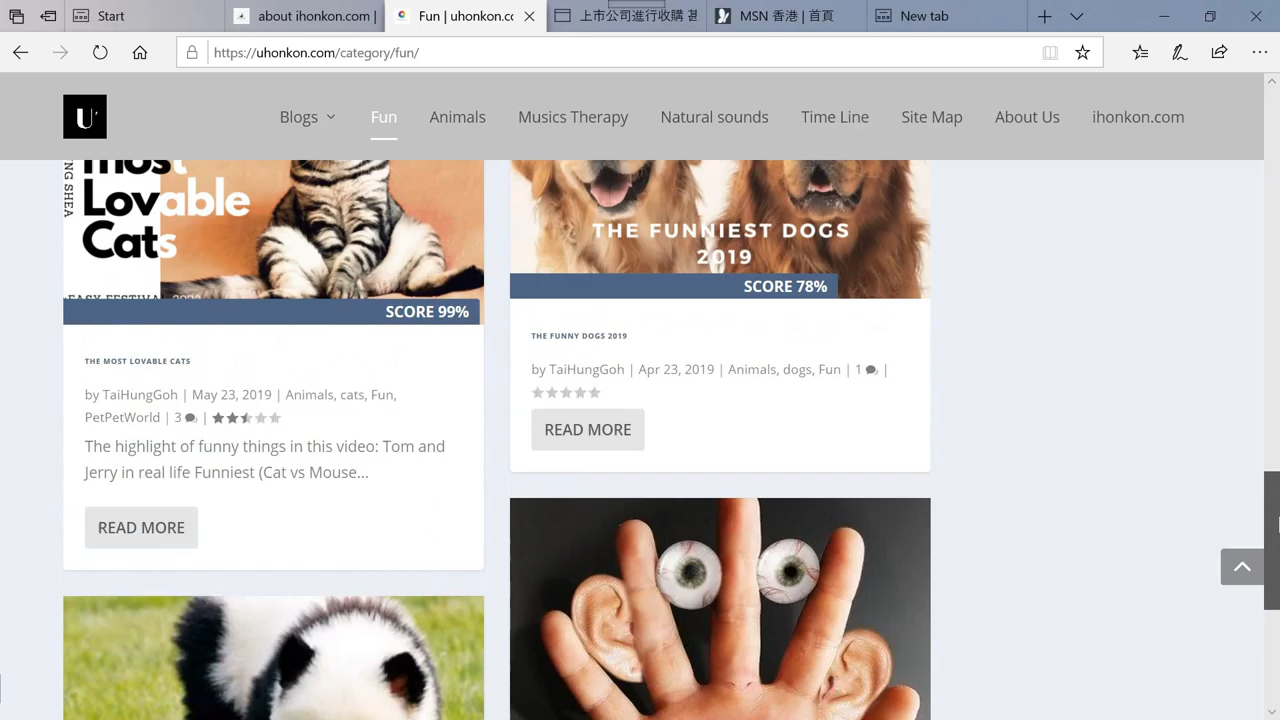 Start
about ihonkon.com |
Fun | uhonkon.co
上市公司進行收購 甚
MSN 香港 | 首頁
New tab
https://uhonkon.com/category/fun/
U'
Blogs
Fun
Animals
Musics Therapy
Natural sounds
Time Line
Site Map
About Us
ihonkon.com
NG SHEA
most
Lovable
Cats
SCORE 99%
THE MOST LOVABLE CATS
by TaiHungGoh | May 23, 2019 | Animals, cats, Fun,
PetPetWorld | 3 |
The highlight of funny things in this video: Tom and
Jerry in real life Funniest (Cat vs Mouse...
READ MORE
THE FUNNIEST DOGS
2019
SCORE 78%
THE FUNNY DOGS 2019
by TaiHungGoh | Apr 23, 2019 | Animals, dogs, Fun | 1 |
READ MORE